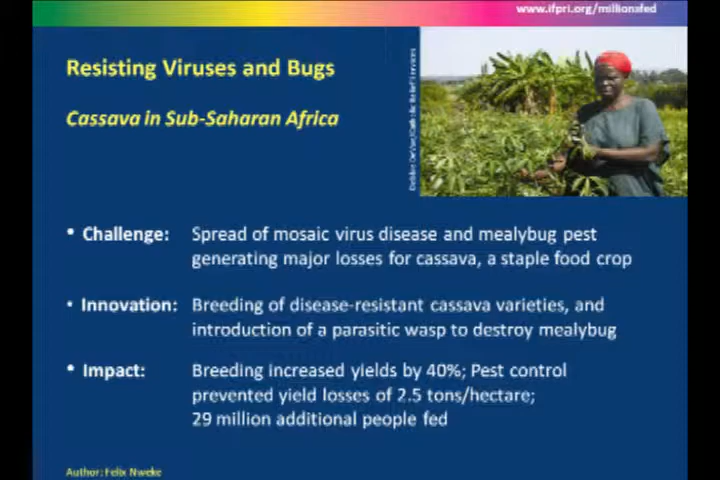 www.ifpri.org/millionsfed
Resisting Viruses and Bugs
Cassava in Sub-Saharan Africa
• Challenge: Spread of mosaic virus disease and mealybug pest
generating major losses for cassava, a staple food crop
• Innovation: Breeding of disease-resistant cassava varieties, and
introduction of a parasitic wasp to destroy mealybug
• Impact: Breeding increased yields by 40%; Pest control
prevented yield losses of 2.5 tons/hectare;
29 million additional people fed
Author: Felix Nweke